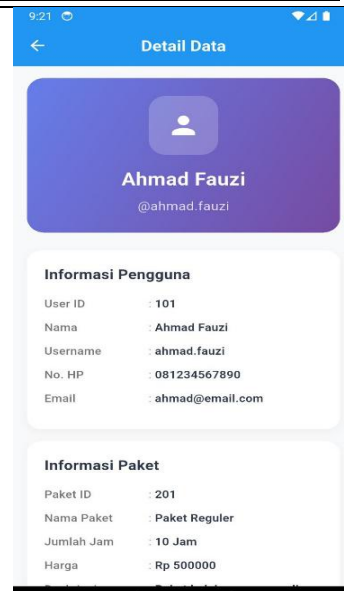 9:21
Detail Data
Ahmad Fauzi
@ahmad.fauzi
Informasi Pengguna
User ID : 101
Nama : Ahmad Fauzi
Username : ahmad.fauzi
No. HP : 081234567890
Email : ahmad@email.com
Informasi Paket
Paket ID : 201
Nama Paket : Paket Reguler
Jumlah Jam : 10 Jam
Harga : Rp 500000